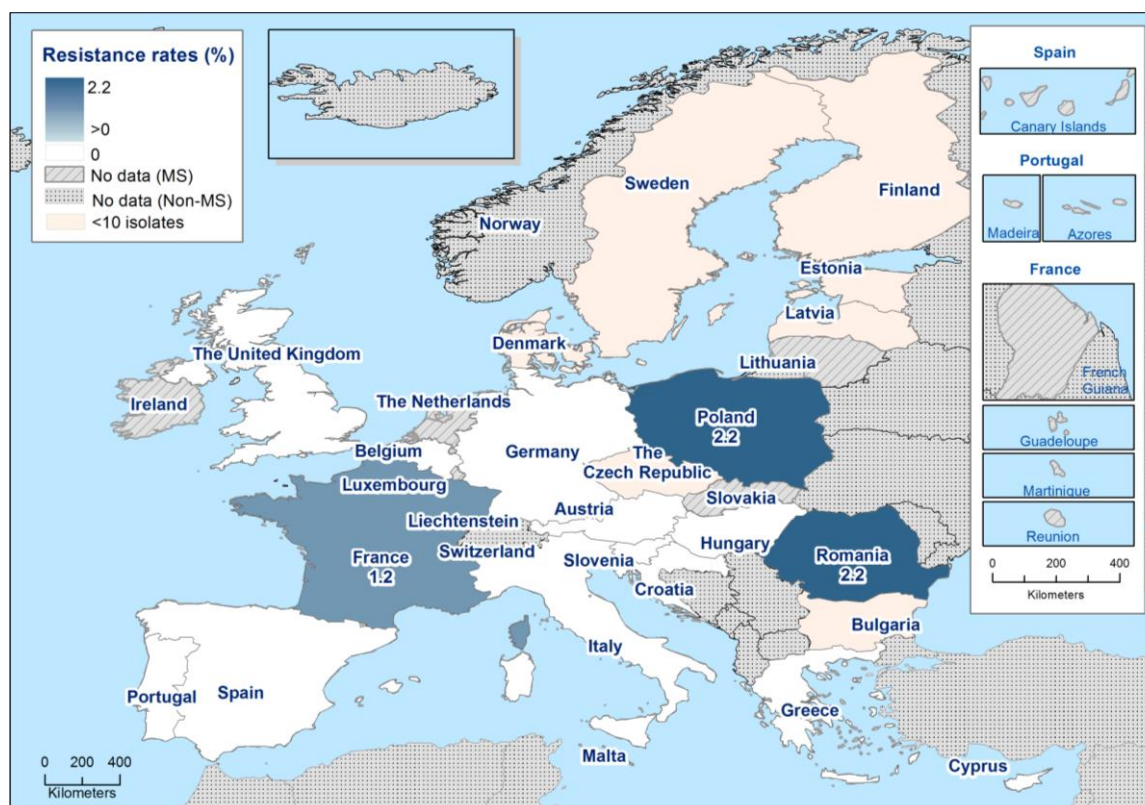 Resistance rates (%)
2.2
>0
0
No data (MS)
No data (Non-MS)
<10 isolates
Spain
Canary Islands
Portugal
Madeira
Azores
France
French
Guiana
Guadeloupe
Martinique
Reunion
0 200 400
Kilometers
Sweden
Finland
Norway
Estonia
Latvia
Denmark
Lithuania
The United Kingdom
Ireland
The Netherlands
Poland
2.2
Belgium
Germany
The
Czech Republic
Luxembourg
Slovakia
Liechtenstein
Austria
Switzerland
Hungary
Slovenia
Romania
2.2
France
1.2
Croatia
Bulgaria
Italy
Portugal
Spain
Greece
Malta
Cyprus
0 200 400
Kilometers